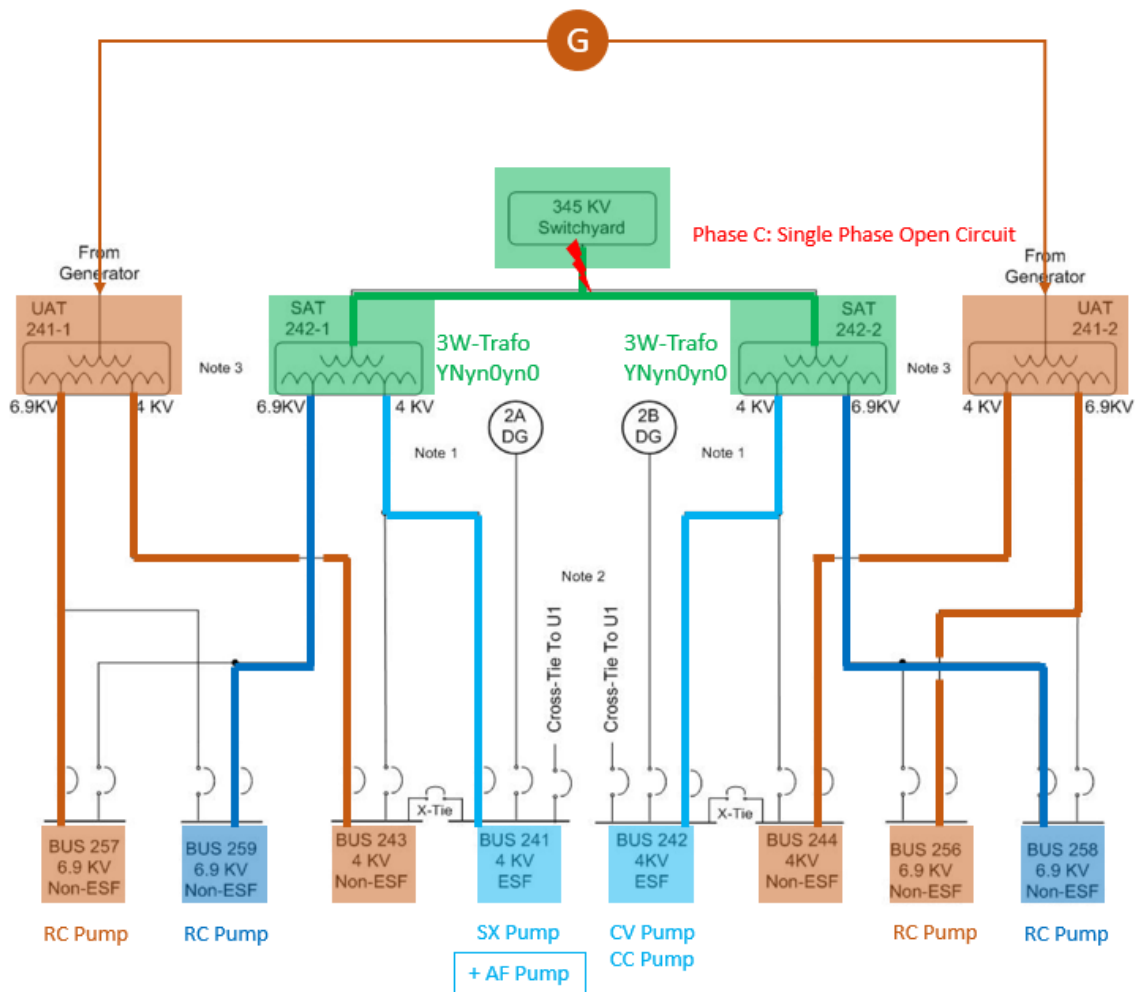 G
345 KV
Switchyard
Phase C: Single Phase Open Circuit
From
Generator
From
Generator
UAT
241-1
SAT
242-1
SAT
242-2
UAT
241-2
3W-Trafo
YNyn0yn0
3W-Trafo
YNyn0yn0
Note 3
Note 3
6.9KV
4 KV
6.9KV
4 KV
4 KV
6.9KV
4 KV
6.9KV
2A
DG
2B
DG
Note 1
Note 1
Note 2
Cross-Tie To U1
Cross-Tie To U1
X-Tie
X-Tie
BUS 257
6.9 KV
Non-ESF
BUS 259
6.9 KV
Non-ESF
BUS 243
4 KV
Non-ESF
BUS 241
4 KV
ESF
BUS 242
4KV
ESF
BUS 244
4KV
Non-ESF
BUS 256
6.9 KV
Non-ESF
BUS 258
6.9 KV
Non-ESF
RC Pump
RC Pump
SX Pump
+ AF Pump
CV Pump
CC Pump
RC Pump
RC Pump